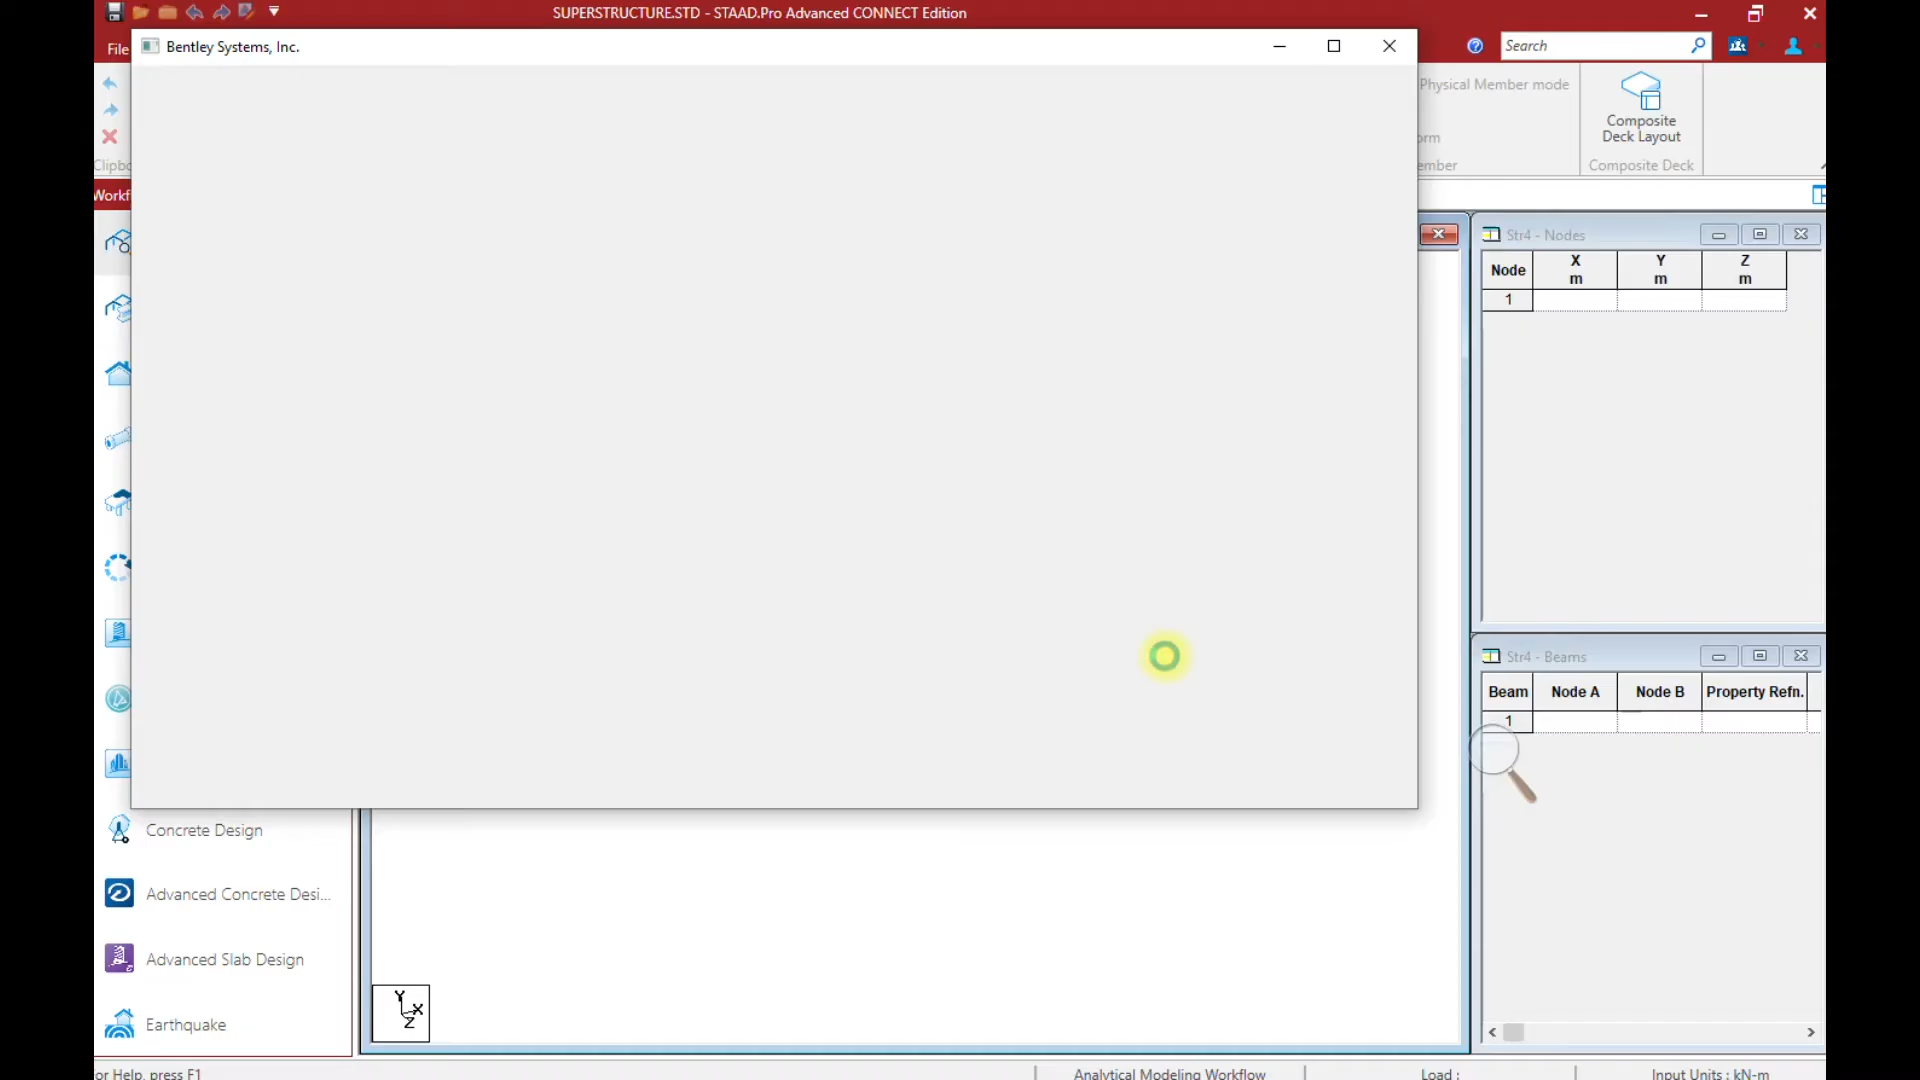 SUPERSTRUCTURE.STD - STAAD.Pro Advanced CONNECT Edition
File
Bentley Systems, Inc.
Search
Physical Member mode
Composite
Deck Layout
Clipbo
orm
ember
Composite Deck
Workf
Str4 - Nodes
Node X Y Z
m m m
1
Str4 - Beams
Beam Node A Node B Property Refn.
1
Concrete Design
Advanced Concrete Desi...
Advanced Slab Design
Earthquake
Y
X
Z
or Help, press F1
Analytical Modeling Workflow
Load :
Input Units : kN-m